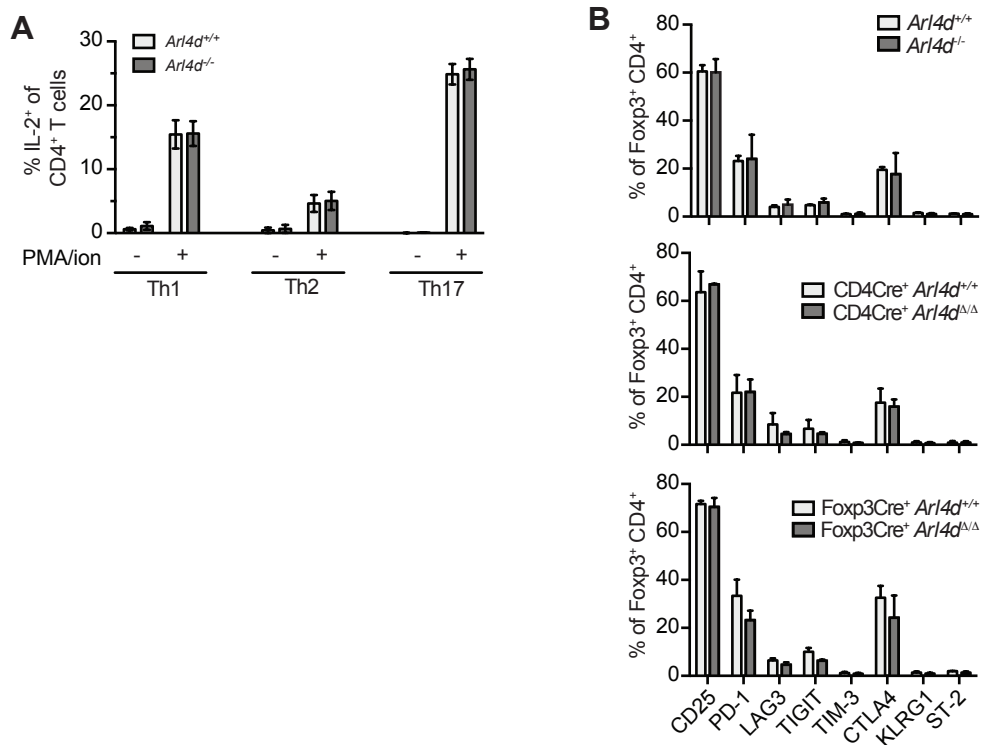 A
Arl4d+/+
Arl4d-/-
% IL-2+ of
CD4+ T cells
30
20
10
0
PMA/ion
- + - + - +
Th1 Th2 Th17
B
Arl4d+/+
Arl4d-/-
% of Foxp3+ CD4+
80
60
40
20
0
CD4Cre+ Arl4d+/+
CD4Cre+ Arl4dΔ/Δ
% of Foxp3+ CD4+
80
60
40
20
0
Foxp3Cre+ Arl4d+/+
Foxp3Cre+ Arl4dΔ/Δ
% of Foxp3+ CD4+
80
60
40
20
0
CD25
PD-1
LAG3
TIGIT
TIM-3
CTLA4
KLRG1
ST-2